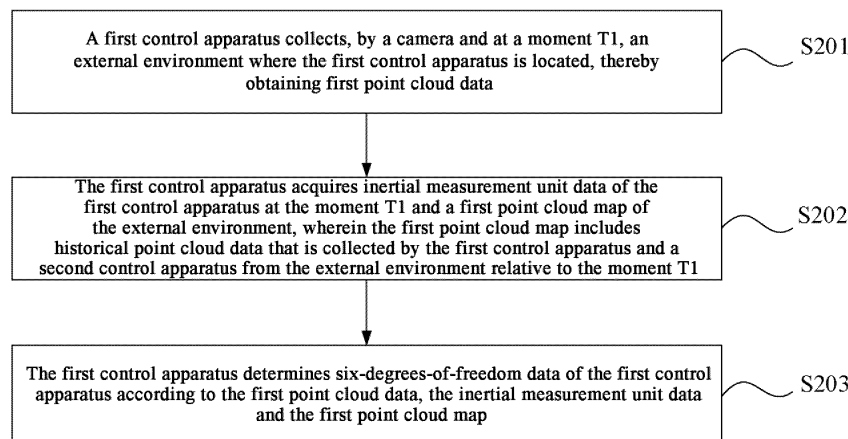 A first control apparatus collects, by a camera and at a moment T1, an
external environment where the first control apparatus is located, thereby
obtaining first point cloud data
S201
The first control apparatus acquires inertial measurement unit data of the
first control apparatus at the moment T1 and a first point cloud map of
the external environment, wherein the first point cloud map includes
historical point cloud data that is collected by the first control apparatus and a
second control apparatus from the external environment relative to the moment T1
S202
The first control apparatus determines six-degrees-of-freedom data of the first control
apparatus according to the first point cloud data, the inertial measurement unit data
and the first point cloud map
S203